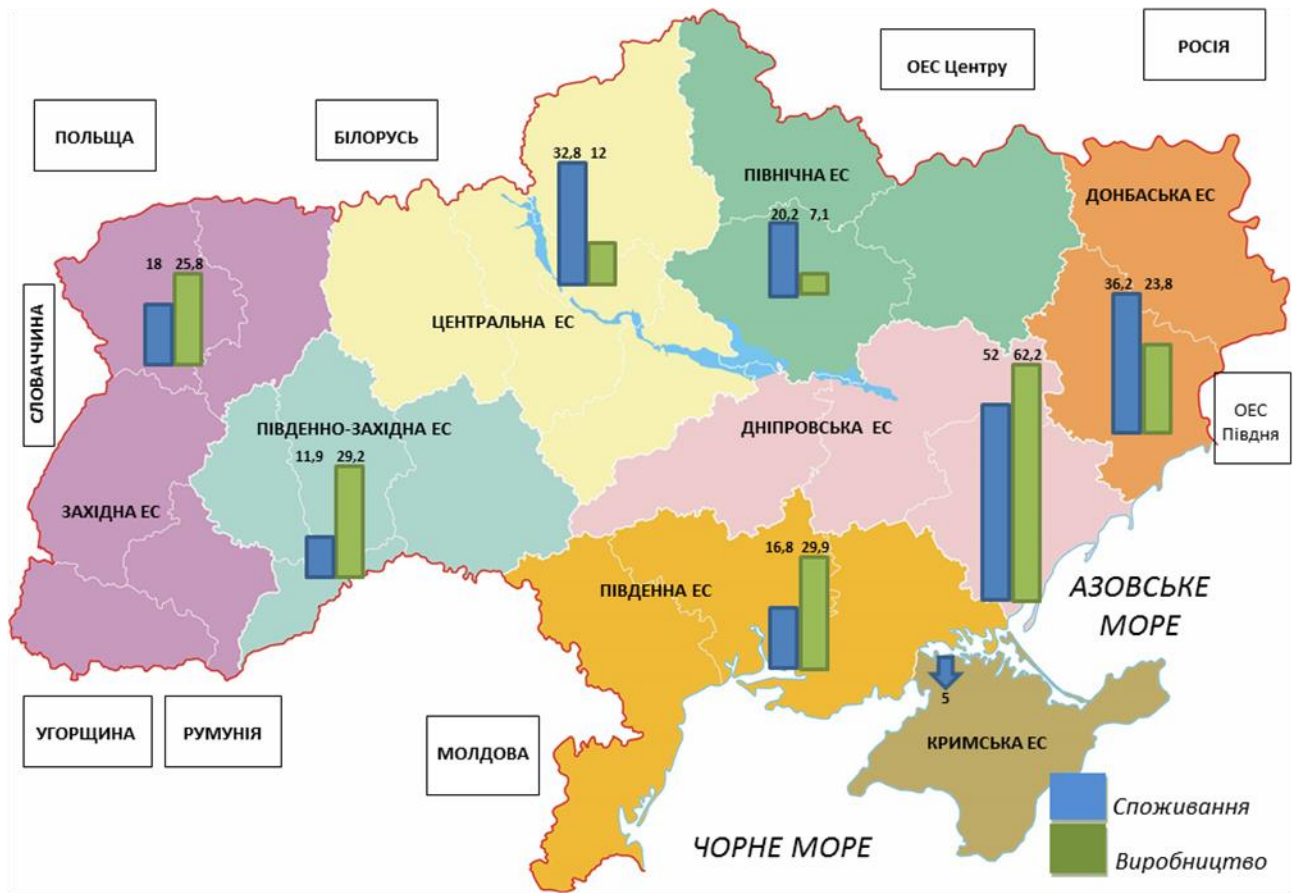 РОСІЯ
ОЕС Центру
ПОЛЬЩА
БІЛОРУСЬ
32,8 12
ПІВНІЧНА ЕС
20,2 7,1
ДОНБАСЬКА ЕС
36,2 23,8
18 25,8
СЛОВАЧЧИНА
ЦЕНТРАЛЬНА ЕС
52 62,2
ОЕС
Півдня
ПІВДЕННО-ЗАХІДНА ЕС
11,9 29,2
ДНІПРОВСЬКА ЕС
ЗАХІДНА ЕС
16,8 29,9
ПІВДЕННА ЕС
АЗОВСЬКЕ
МОРЕ
5
УГОРЩИНА
РУМУНІЯ
МОЛДОВА
КРИМСЬКА ЕС
Споживання
Виробництво
ЧОРНЕ МОРЕ